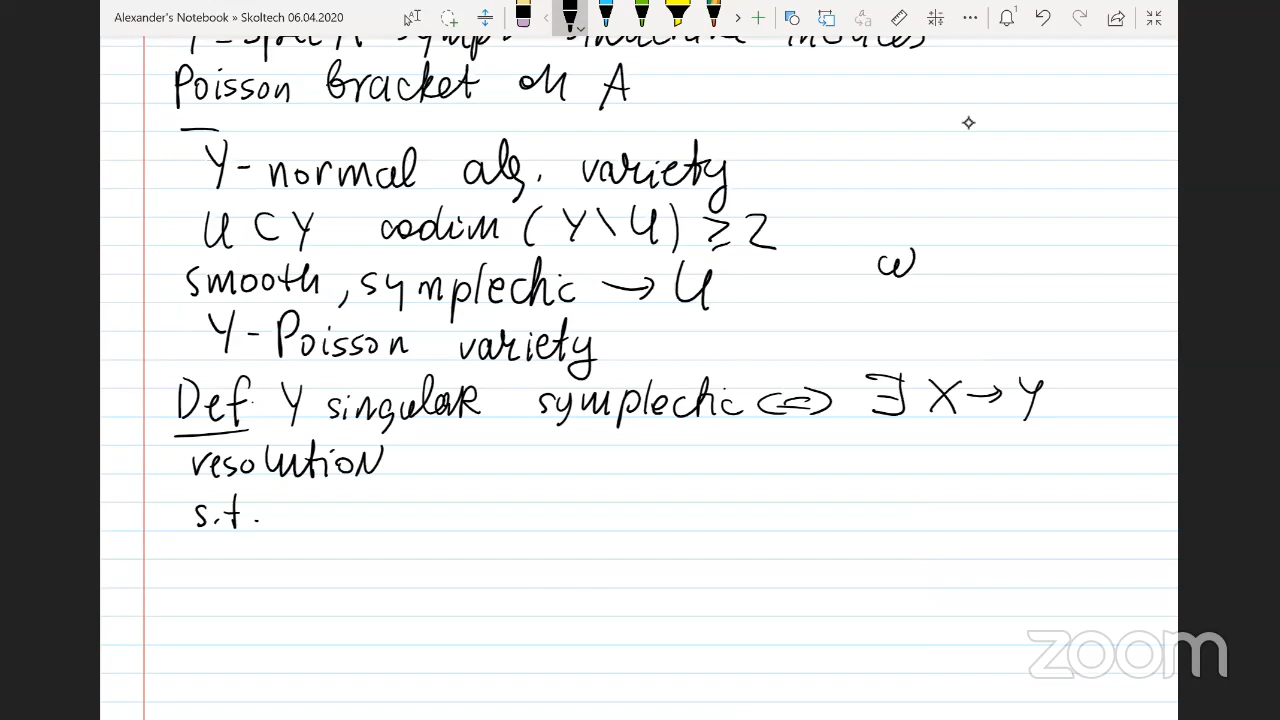 Alexander's Notebook » Skoltech 06.04.2020
Poisson bracket on A
Y - normal alg. variety
U ⊂ Y codim ( Y \ U ) ≥ 2
ω
smooth, symplectic → U
Y - Poisson variety
Def. Y singular symplectic ⇔ ∃ X → Y
resolution
s.t.
zoom